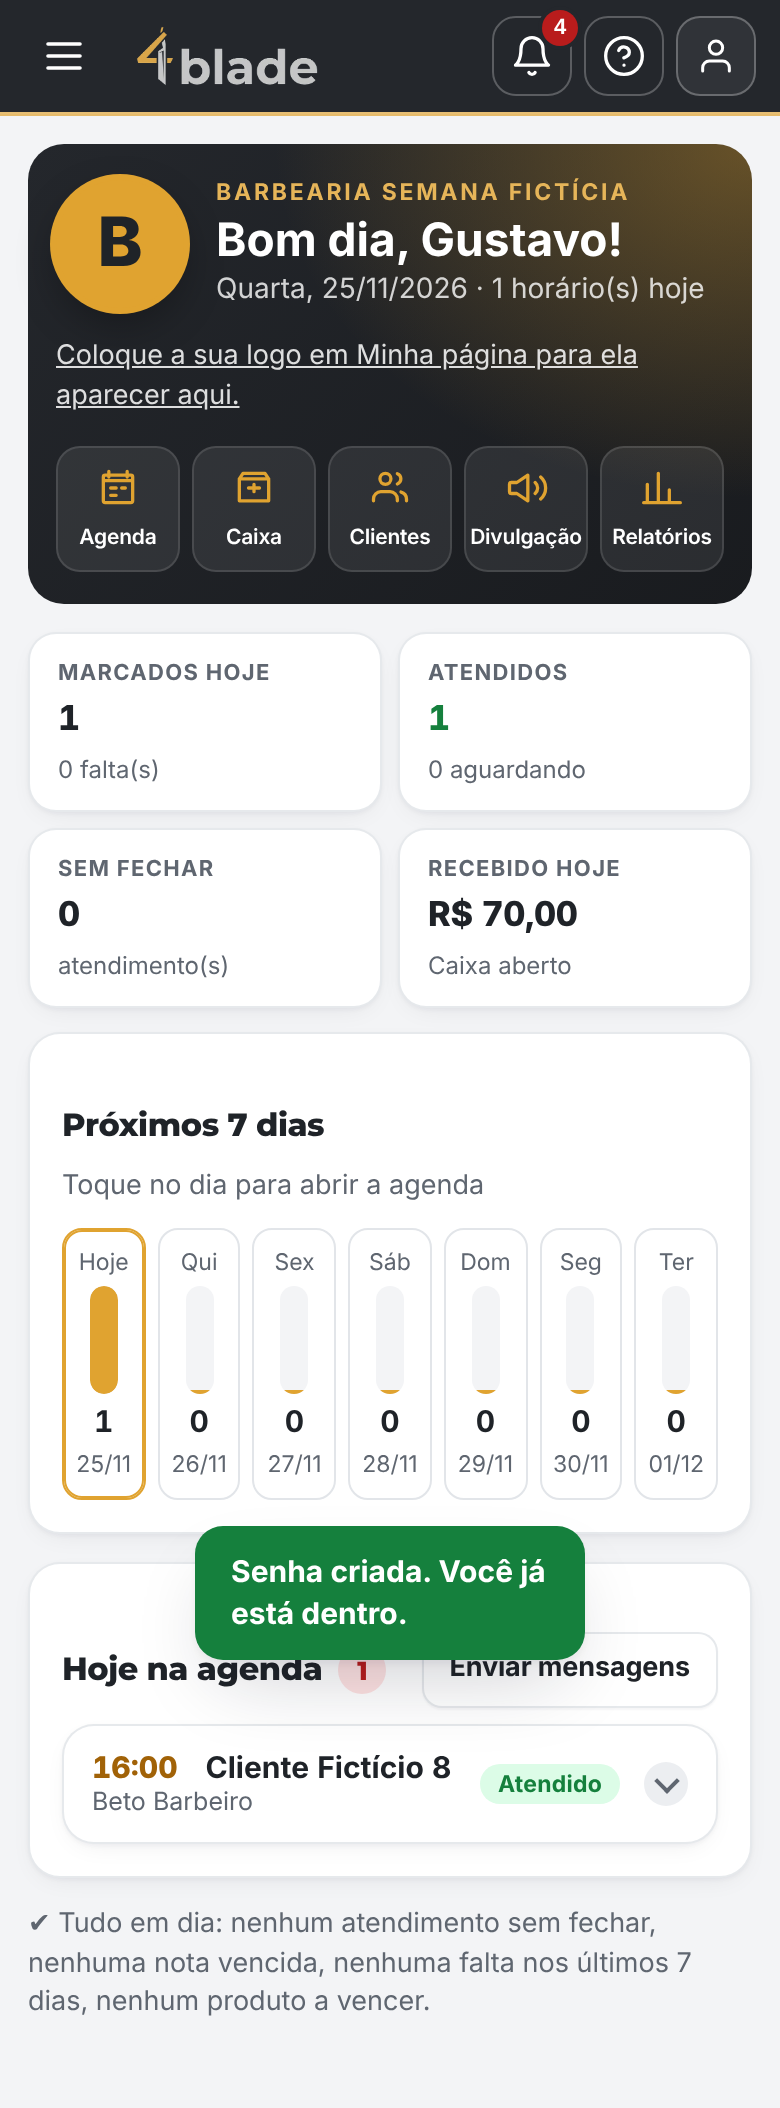 4blade
4
B
BARBEARIA SEMANA FICTÍCIA
Bom dia, Gustavo!
Quarta, 25/11/2026 · 1 horário(s) hoje
Coloque a sua logo em Minha página para ela
aparecer aqui.
Agenda
Caixa
Clientes
Divulgação
Relatórios
MARCADOS HOJE
1
0 falta(s)
ATENDIDOS
1
0 aguardando
SEM FECHAR
0
atendimento(s)
RECEBIDO HOJE
R$ 70,00
Caixa aberto
Próximos 7 dias
Toque no dia para abrir a agenda
Hoje Qui Sex Sáb Dom Seg Ter
1 0 0 0 0 0 0
25/11 26/11 27/11 28/11 29/11 30/11 01/12
Senha criada. Você já
está dentro.
Hoje na agenda 1 Enviar mensagens
16:00 Cliente Fictício 8
Beto Barbeiro
Atendido
✔ Tudo em dia: nenhum atendimento sem fechar,
nenhuma nota vencida, nenhuma falta nos últimos 7
dias, nenhum produto a vencer.